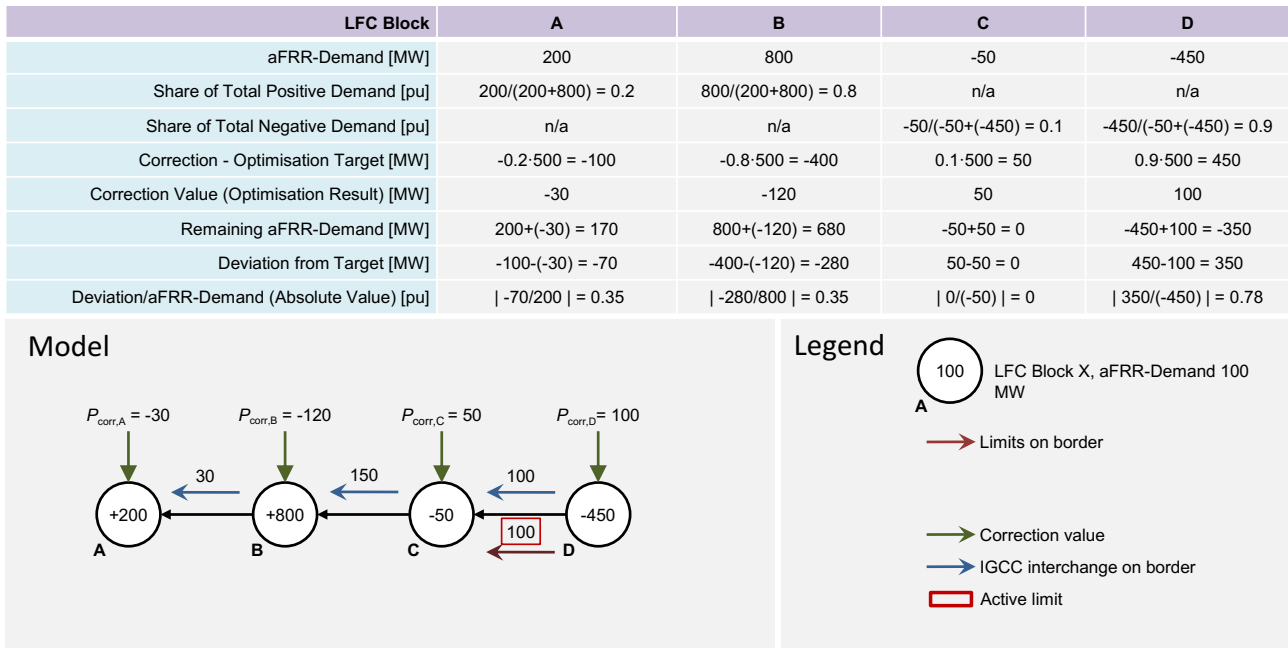 LFC Block A B C D
aFRR-Demand [MW] 200 800 -50 -450
Share of Total Positive Demand [pu] 200/(200+800) = 0.2 800/(200+800) = 0.8 n/a n/a
Share of Total Negative Demand [pu] n/a n/a -50/(-50+(-450) = 0.1 -450/(-50+(-450) = 0.9
Correction - Optimisation Target [MW] -0.2·500 = -100 -0.8·500 = -400 0.1·500 = 50 0.9·500 = 450
Correction Value (Optimisation Result) [MW] -30 -120 50 100
Remaining aFRR-Demand [MW] 200+(-30) = 170 800+(-120) = 680 -50+50 = 0 -450+100 = -350
Deviation from Target [MW] -100-(-30) = -70 -400-(-120) = -280 50-50 = 0 450-100 = 350
Deviation/aFRR-Demand (Absolute Value) [pu] | -70/200 | = 0.35 | -280/800 | = 0.35 | 0/(-50) | = 0 | 350/(-450) | = 0.78
Model
Pcorr,A = -30 Pcorr,B = -120 Pcorr,C = 50 Pcorr,D = 100
30 150 100
+200 +800 -50 -450
100
A B C D
Legend
100
LFC Block X, aFRR-Demand 100
MW
A
Limits on border
Correction value
IGCC interchange on border
Active limit